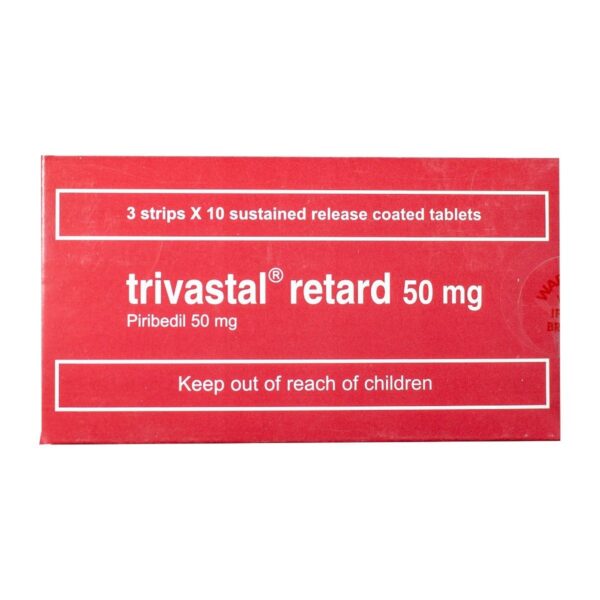 3 strips X 10 sustained release coated tablets
trivastal® retard 50 mg
Piribedil 50 mg
Keep out of reach of children